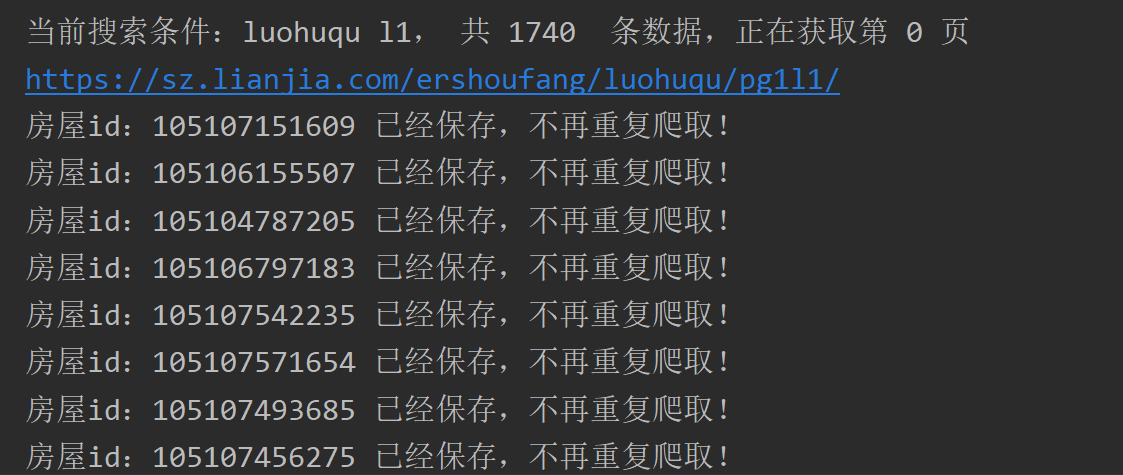 当前搜索条件：luohuqu l1， 共 1740  条数据，正在获取第 0 页
https://sz.lianjia.com/ershoufang/luohuqu/pg1l1/
房屋id：105107151609 已经保存，不再重复爬取！
房屋id：105106155507 已经保存，不再重复爬取！
房屋id：105104787205 已经保存，不再重复爬取！
房屋id：105106797183 已经保存，不再重复爬取！
房屋id：105107542235 已经保存，不再重复爬取！
房屋id：105107571654 已经保存，不再重复爬取！
房屋id：105107493685 已经保存，不再重复爬取！
房屋id：105107456275 已经保存，不再重复爬取！